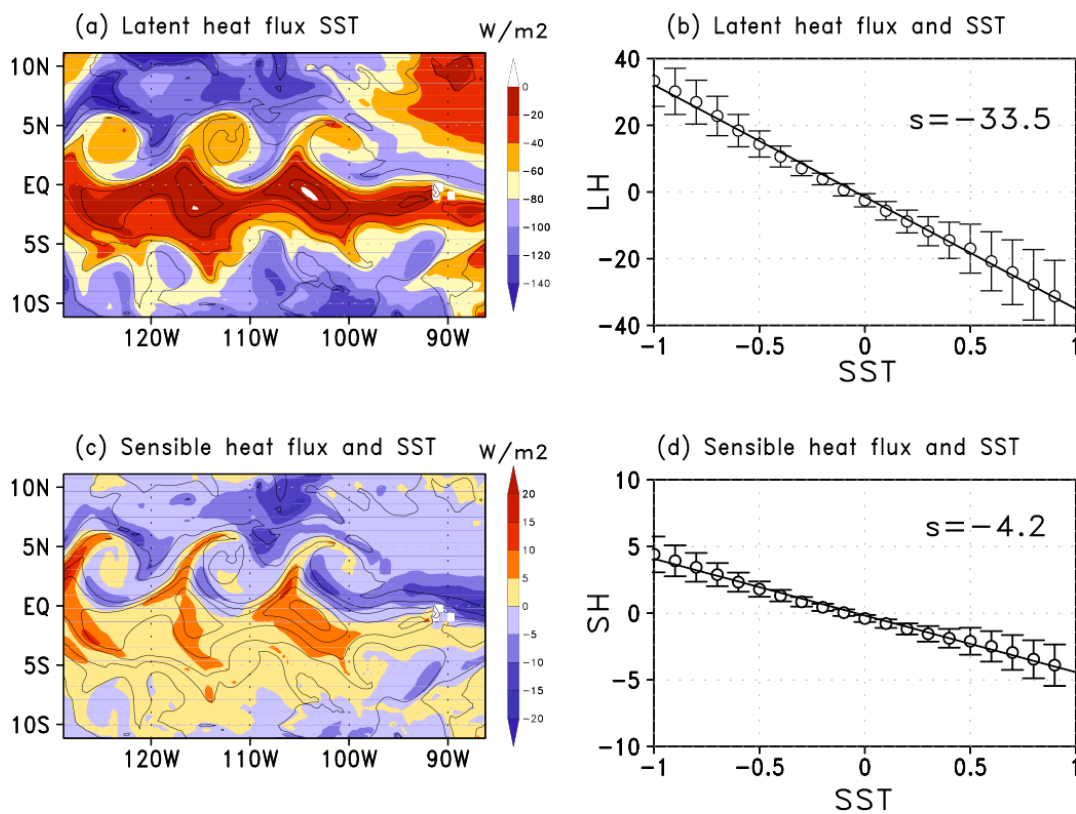 (a) Latent heat flux SST
W/m2
10N
5N
EQ
5S
10S
120W 110W 100W 90W
0
-20
-40
-60
-80
-100
-120
-140
(b) Latent heat flux and SST
s=-33.5
LH
40
20
0
-20
-40
-1 -0.5 0 0.5 1
SST
(c) Sensible heat flux and SST
W/m2
10N
5N
EQ
5S
10S
120W 110W 100W 90W
20
15
10
5
0
-5
-10
-15
-20
(d) Sensible heat flux and SST
s=-4.2
SH
10
5
0
-5
-10
-1 -0.5 0 0.5 1
SST